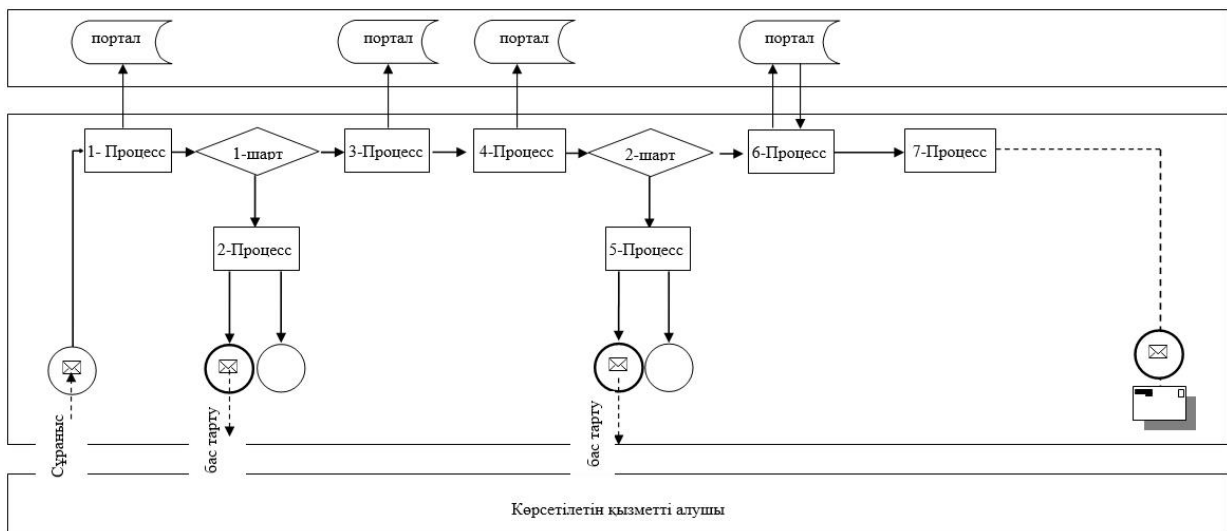 портал
портал
портал
портал
1- Процесс
1-шарт
3-Процесс
4-Процесс
2-шарт
6-Процесс
7-Процесс
2-Процесс
5-Процесс
Сұраныс
бас тарту
бас тарту
Көрсетілетін қызметті алушы